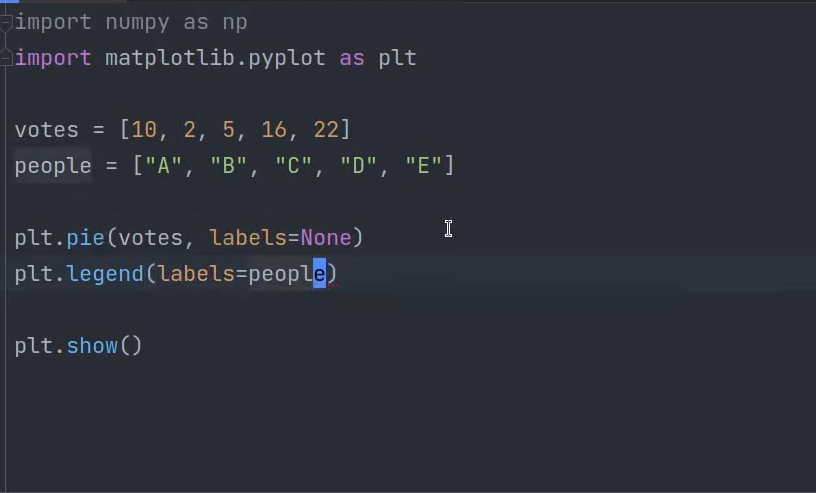 import numpy as np
import matplotlib.pyplot as plt
votes = [10, 2, 5, 16, 22]
people = ["A", "B", "C", "D", "E"]
plt.pie(votes, labels=None)
plt.legend(labels=people)
plt.show()